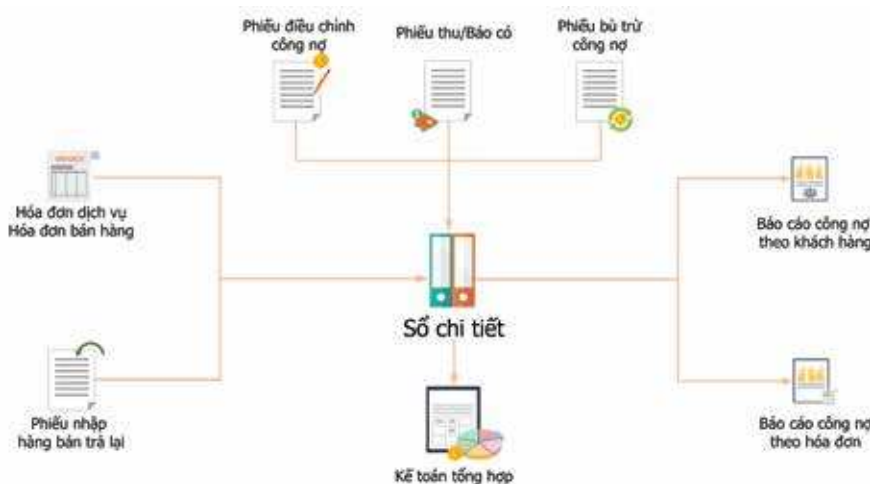 Phiếu điều chỉnh
công nợ
Phiếu thu/Báo có
Phiếu bù trừ
công nợ
Hóa đơn dịch vụ
Hóa đơn bán hàng
Báo cáo công nợ
theo khách hàng
Sổ chi tiết
Phiếu nhập
hàng bán trả lại
Báo cáo công nợ
theo hóa đơn
Kế toán tổng hợp